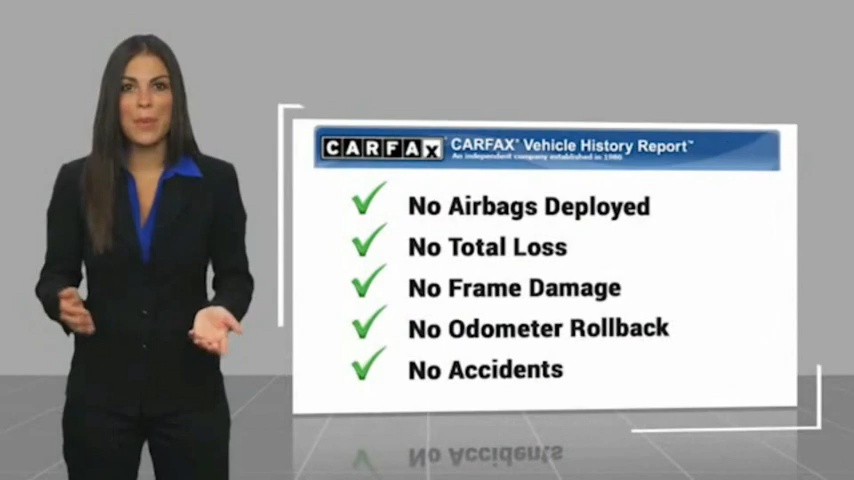 CARFAX CARFAX® Vehicle History Report™
An independent company established in 1986
No Airbags Deployed
No Total Loss
No Frame Damage
No Odometer Rollback
No Accidents
No Accidents